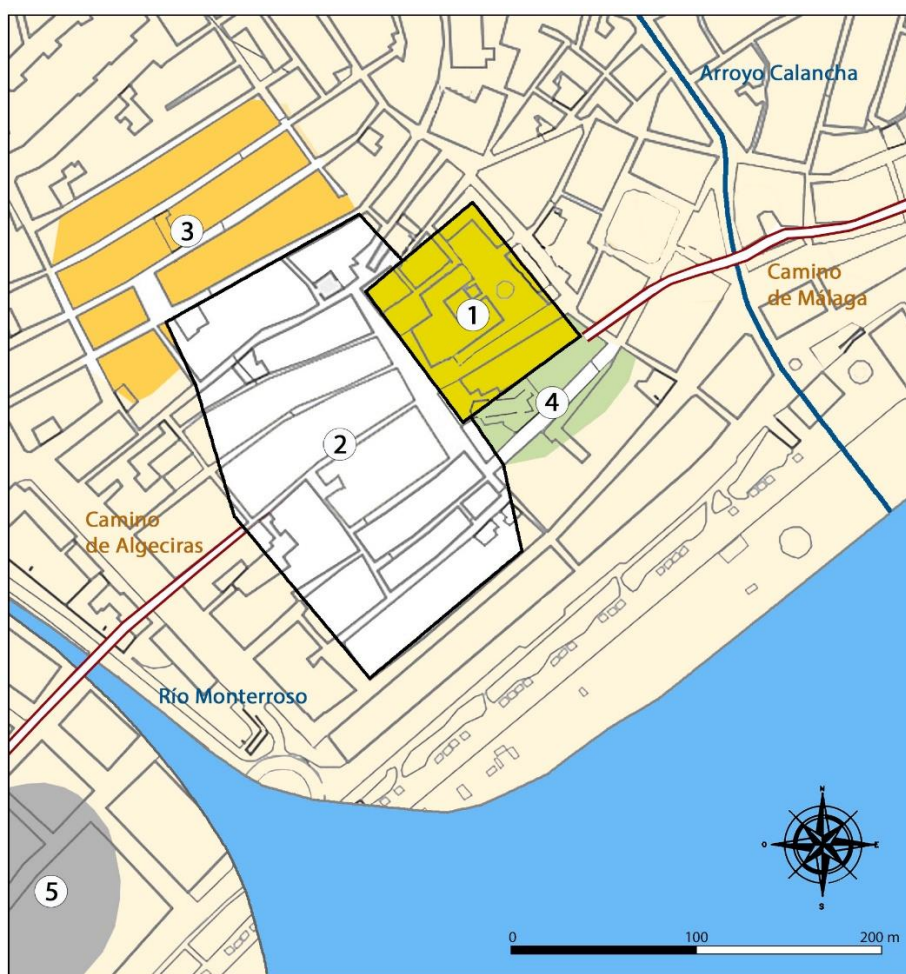 Arroyo Calancha
3
Camino
de Málaga
1
4
2
Camino
de Algeciras
Río Monterroso
5
N
O
E
S
0
100
200 m